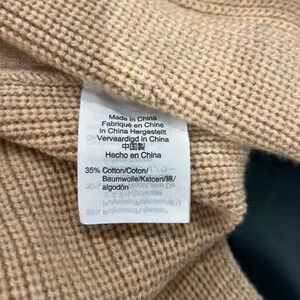 Made in China
Fabriqué en Chine
in China Hergestellt
Vervaardigd in China
中国製
Hecho en China
35% Cotton/Coton/
Baumwolle/Katoen/綿/
algodón